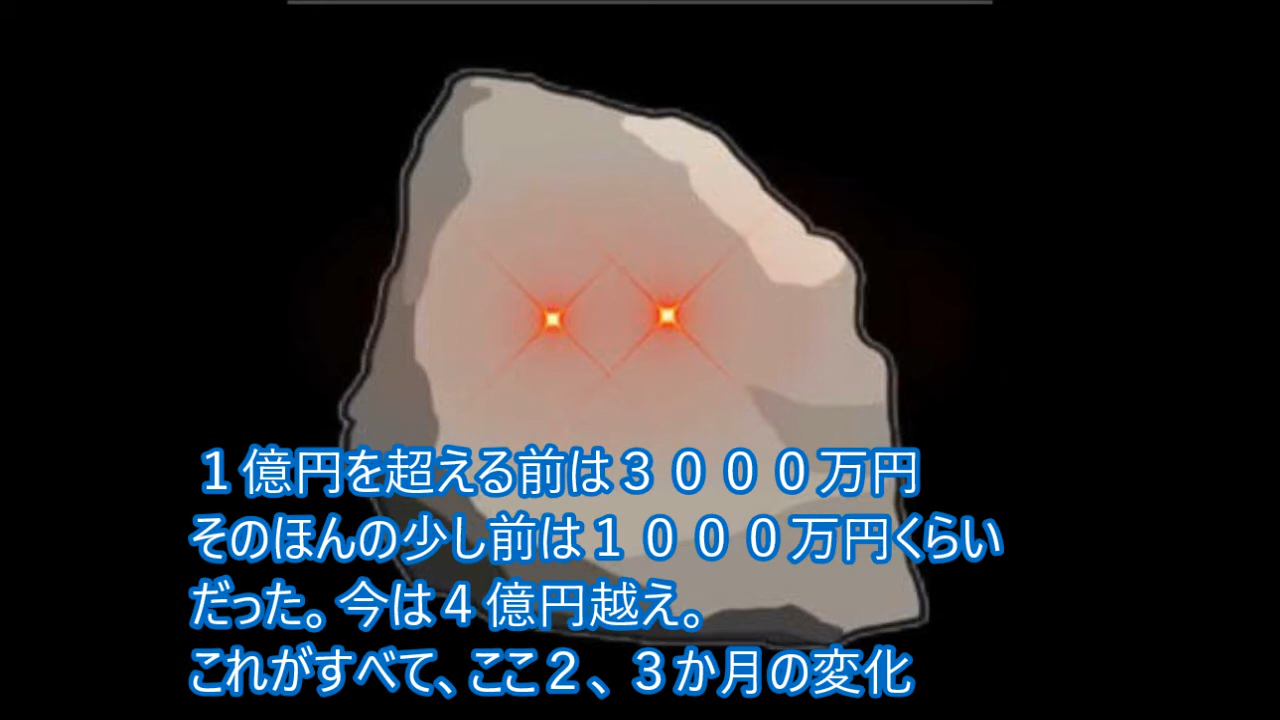 １億円を超える前は３０００万円
そのほんの少し前は１０００万円くらい
だった。今は４億円越え。
これがすべて、ここ２、３か月の変化